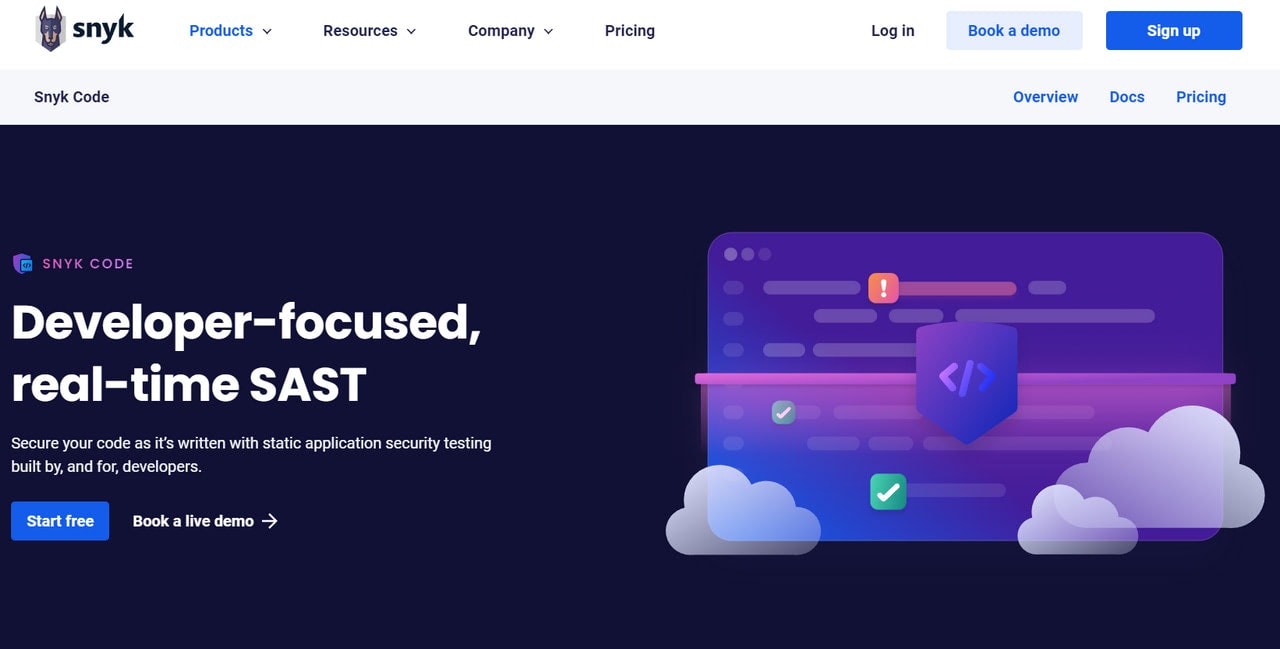 snyk Products Resources Company Pricing Log in Book a demo Sign up
Snyk Code Overview Docs Pricing
SNYK CODE
Developer-focused,
real-time SAST
Secure your code as it’s written with static application security testing
built by, and for, developers.
Start free Book a live demo →